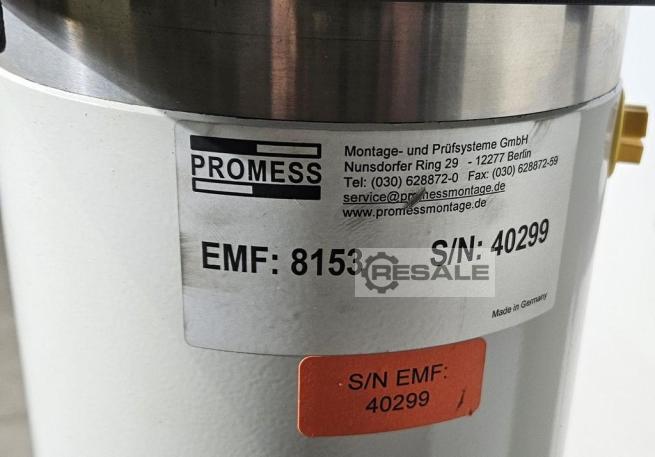 PROMESS
Montage- und Prüfsysteme GmbH
Nunsdorfer Ring 29 - 12277 Berlin
Tel: (030) 628872-0 Fax: (030) 628872-59
service@promessmontage.de
www.promessmontage.de
EMF: 8153 S/N: 40299
RESALE
Made in Germany
S/N EMF:
40299